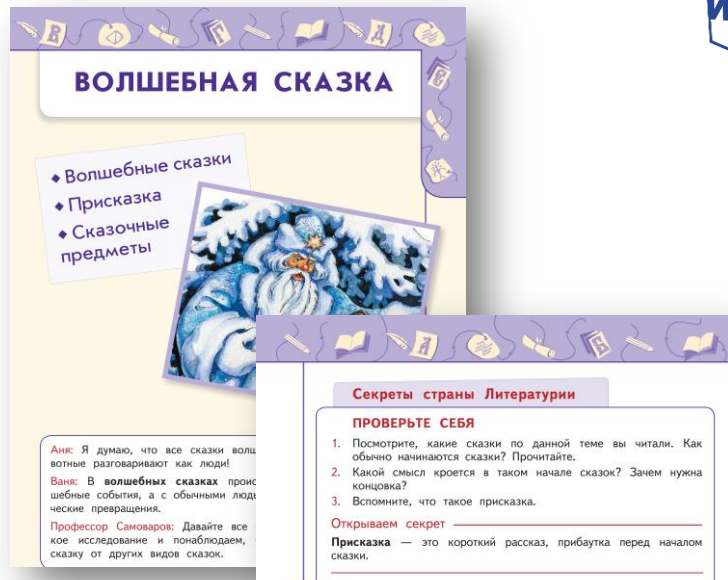 ВОЛШЕБНАЯ СКАЗКА
Волшебные сказки
Присказка
Сказочные
предметы
Аня: Я думаю, что все сказки
вотные разговаривают как люди!
Ваня: В волшебных сказках
шебные события, а с обычными
ческие превращения.
Профессор Самоваров: Давайте все
кое исследование и понаблюдаем,
сказку от других видов сказок.
Секреты страны Литературии
ПРОВЕРЬТЕ СЕБЯ
1. Посмотрите, какие сказки по данной теме вы читали. Как
обычно начинаются сказки? Прочитайте.
2. Какой смысл кроется в таком начале сказок? Зачем нужна
концовка?
3. Вспомните, что такое присказка.
Открываем секрет
Присказка — это короткий рассказ, прибаутка перед началом
сказки.